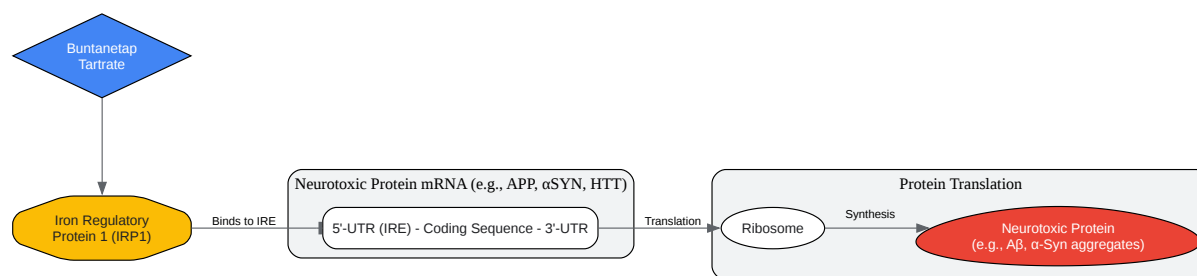 Buntanetap
Tartrate
Iron Regulatory
Protein 1 (IRP1)
Binds to IRE
Neurotoxic Protein mRNA (e.g., APP, αSYN, HTT)
5'-UTR (IRE) - Coding Sequence - 3'-UTR
Translation
Protein Translation
Ribosome
Synthesis
Neurotoxic Protein
(e.g., Aβ, α-Syn aggregates)